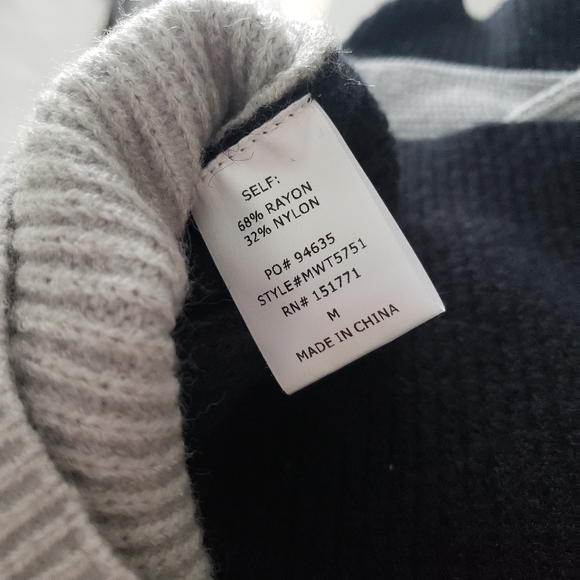 SELF:
68% RAYON
32% NYLON
PO# 94635
STYLE#MWT5751
RN# 151771
M
MADE IN CHINA